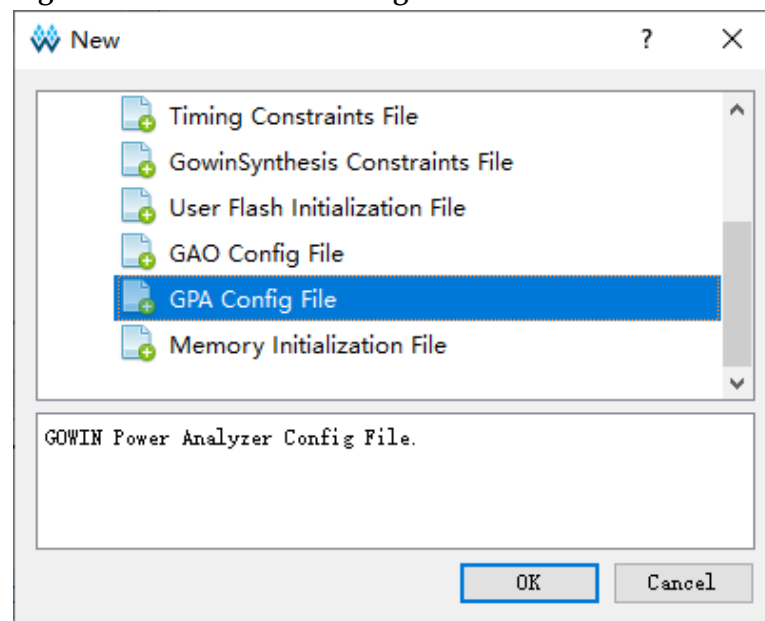 New
?
Timing Constraints File
GowinSynthesis Constraints File
User Flash Initialization File
GAO Config File
GPA Config File
Memory Initialization File
GOWIN Power Analyzer Config File.
OK Cancel